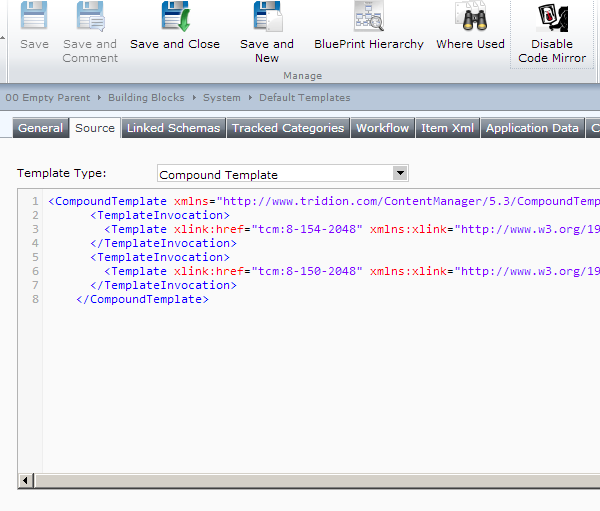 Save
Save and Comment
Save and Close
Save and New
BluePrint Hierarchy
Where Used
Disable Code Mirror
Manage
00 Empty Parent Building Blocks System Default Templates
General Source Linked Schemas Tracked Categories Workflow Item Xml Application Data C
Template Type: Compound Template
1 <CompoundTemplate xmlns="http://www.tridion.com/ContentManager/5.3/CompoundTemp
2 <TemplateInvocation>
3 <Template xlink:href="tcm:8-154-2048" xmlns:xlink="http://www.w3.org/19
4 </TemplateInvocation>
5 <TemplateInvocation>
6 <Template xlink:href="tcm:8-150-2048" xmlns:xlink="http://www.w3.org/19
7 </TemplateInvocation>
8 </CompoundTemplate>